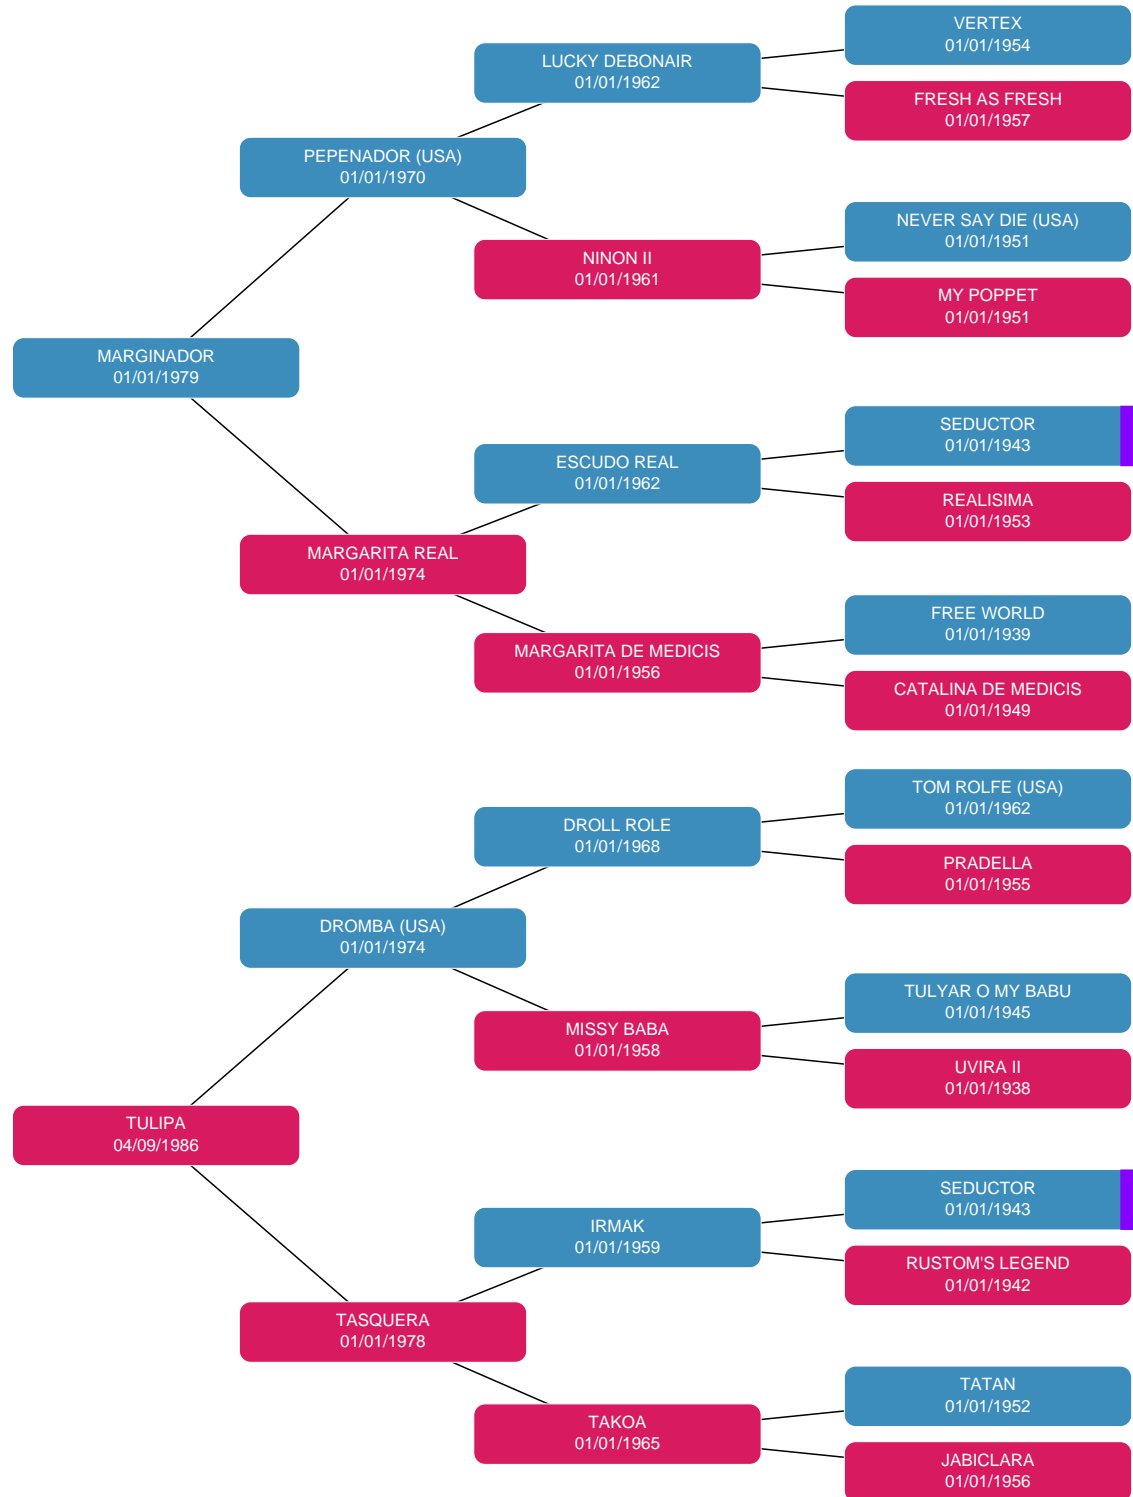 VERTEX
01/01/1954
LUCKY DEBONAIR
01/01/1962
FRESH AS FRESH
01/01/1957
PEPENADOR (USA)
01/01/1970
NEVER SAY DIE (USA)
01/01/1951
NINON II
01/01/1961
MY POPPET
01/01/1951
MARGINADOR
01/01/1979
SEDUCTOR
01/01/1943
ESCUDO REAL
01/01/1962
REALISIMA
01/01/1953
MARGARITA REAL
01/01/1974
FREE WORLD
01/01/1939
MARGARITA DE MEDICIS
01/01/1956
CATALINA DE MEDICIS
01/01/1949
TOM ROLFE (USA)
01/01/1962
DROLL ROLE
01/01/1968
PRADELLA
01/01/1955
DROMBA (USA)
01/01/1974
TULYAR O MY BABU
01/01/1945
MISSY BABA
01/01/1958
UVIRA II
01/01/1938
TULIPA
04/09/1986
SEDUCTOR
01/01/1943
IRMAK
01/01/1959
RUSTOM'S LEGEND
01/01/1942
TASQUERA
01/01/1978
TATAN
01/01/1952
TAKOA
01/01/1965
JABICLARA
01/01/1956